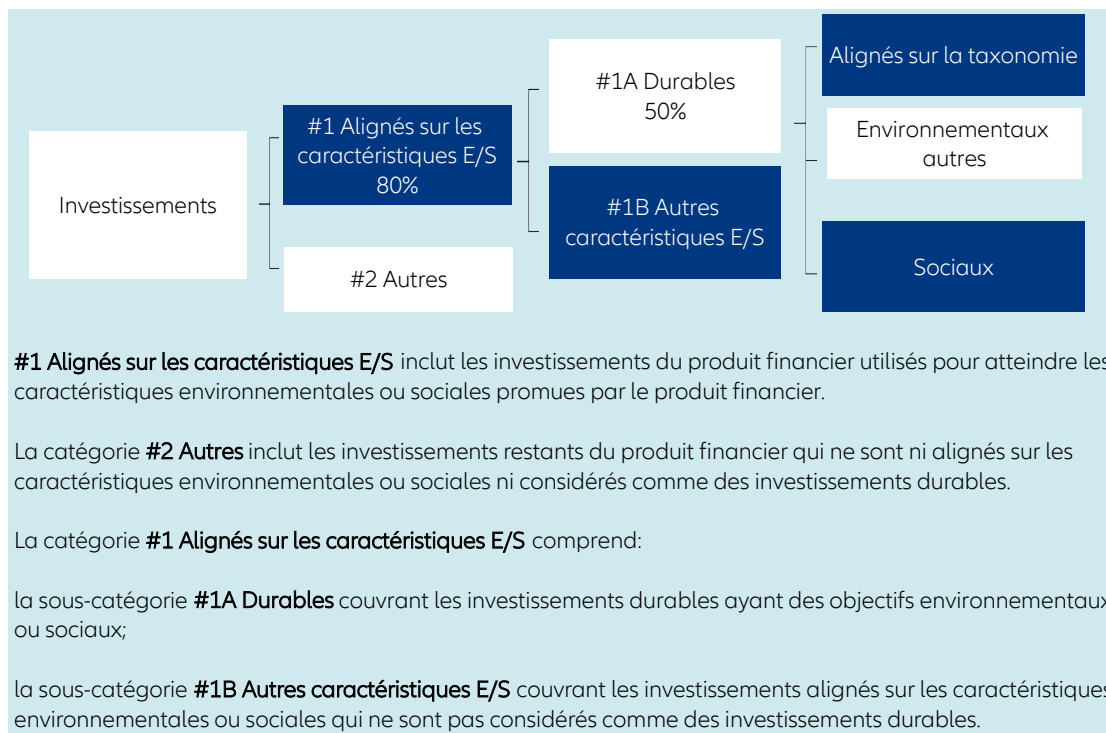 Investissements
#1 Alignés sur les
caractéristiques E/S
80%
#2 Autres
#1A Durables
50%
#1B Autres
caractéristiques E/S
Alignés sur la taxonomie
Environnementaux
autres
Sociaux
#1 Alignés sur les caractéristiques E/S inclut les investissements du produit financier utilisés pour atteindre les
caractéristiques environnementales ou sociales promues par le produit financier.
La catégorie #2 Autres inclut les investissements restants du produit financier qui ne sont ni alignés sur les
caractéristiques environnementales ou sociales ni considérés comme des investissements durables.
La catégorie #1 Alignés sur les caractéristiques E/S comprend:
la sous-catégorie #1A Durables couvrant les investissements durables ayant des objectifs environnementaux
ou sociaux;
la sous-catégorie #1B Autres caractéristiques E/S couvrant les investissements alignés sur les caractéristiques
environnementales ou sociales qui ne sont pas considérés comme des investissements durables.